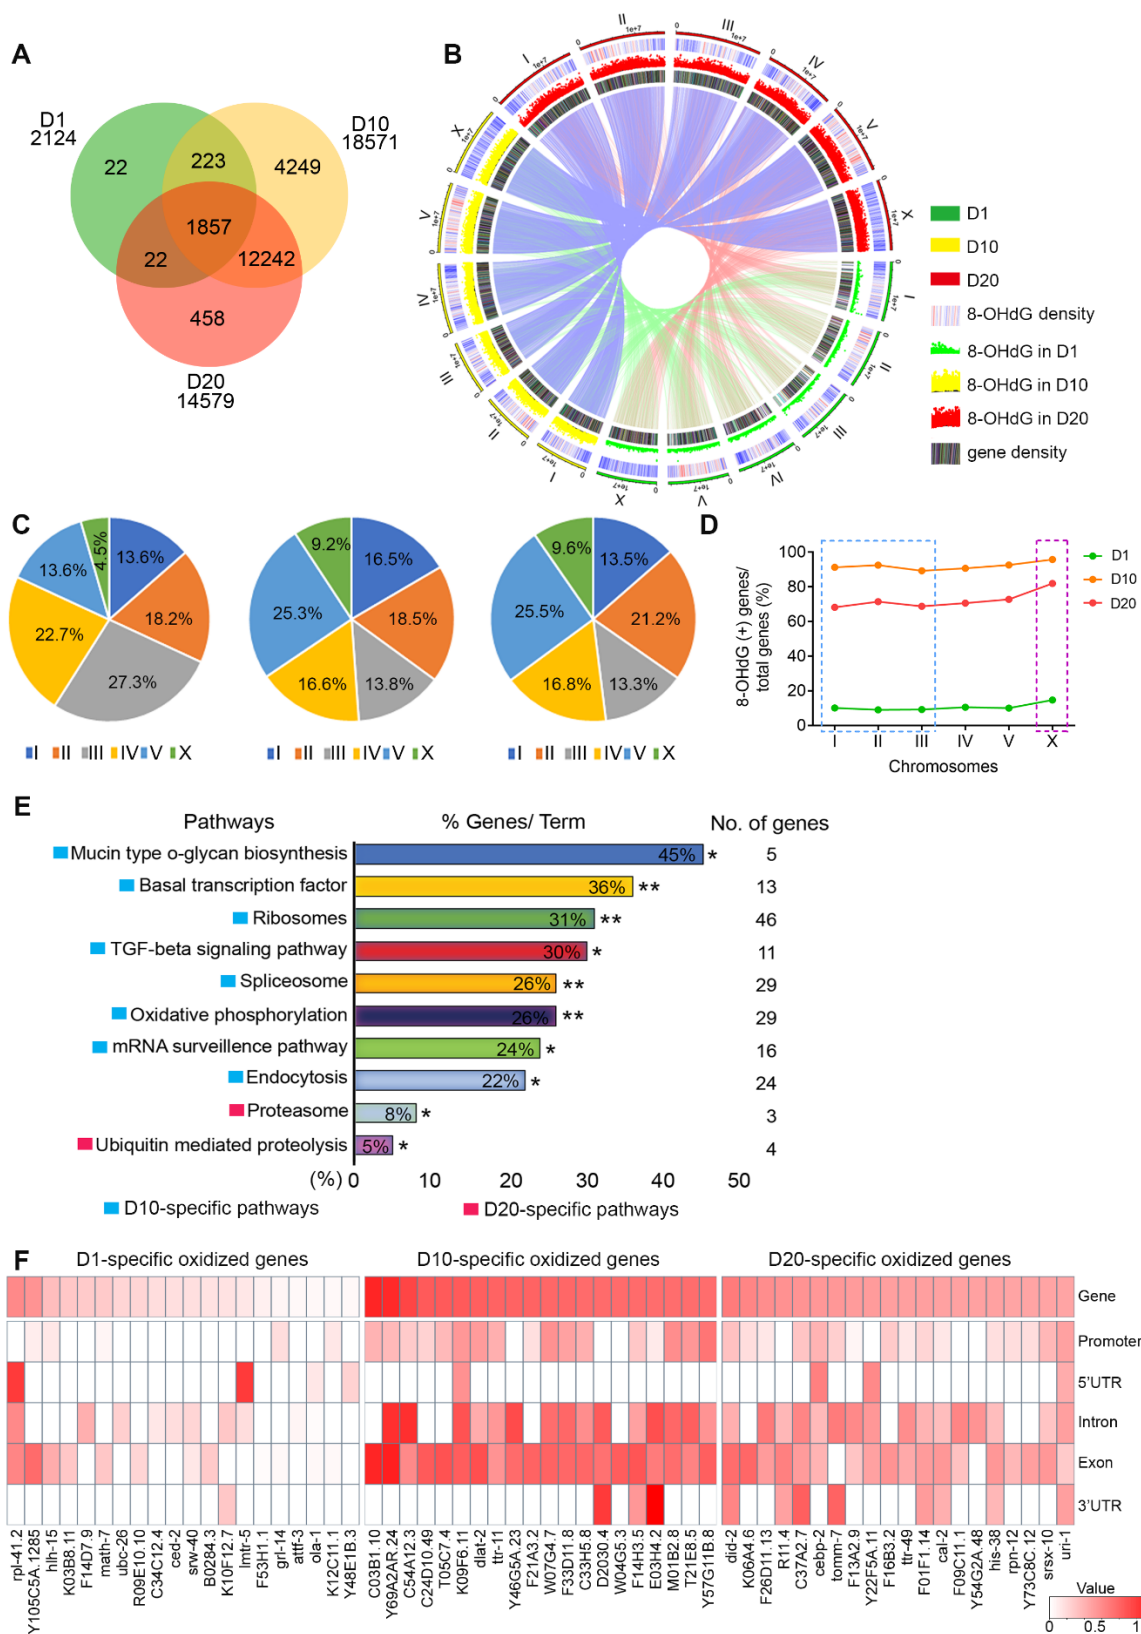 A
D1
2124
D10
18571
22
223
4249
1857
22
12242
458
D20
14579
B
I
II
III
IV
V
X
I
II
III
IV
V
X
I
II
III
IV
V
X
0
1e+7
D1
D10
D20
8-OHdG density
8-OHdG in D1
8-OHdG in D10
8-OHdG in D20
gene density
C
13.6%
18.2%
27.3%
22.7%
13.6%
4.5%
I II III IV V X
16.5%
18.5%
13.8%
16.6%
25.3%
9.2%
I II III IV V X
13.5%
21.2%
13.3%
16.8%
25.5%
9.6%
I II III IV V X
D
8-OHdG (+) genes/
total genes (%)
100
80
60
40
20
0
I II III IV V X
Chromosomes
D1
D10
D20
E
Pathways % Genes/ Term No. of genes
Mucin type o-glycan biosynthesis 45% * 5
Basal transcription factor 36% ** 13
Ribosomes 31% ** 46
TGF-beta signaling pathway 30% * 11
Spliceosome 26% ** 29
Oxidative phosphorylation 26% ** 29
mRNA surveillence pathway 24% * 16
Endocytosis 22% * 24
Proteasome 8% * 3
Ubiquitin mediated proteolysis 5% * 4
(%) 0 10 20 30 40 50
D10-specific pathways D20-specific pathways
F
D1-specific oxidized genes D10-specific oxidized genes D20-specific oxidized genes
Gene
Promoter
5'UTR
Intron
Exon
3'UTR
rpl-41.2
Y105C5A.1285
hlh-15
K03B8.11
F14D7.9
math-7
ubc-26
R09E10.10
C34C12.4
ced-2
srw-40
B0284.3
K10F12.7
lmtr-5
F53H1.1
grl-14
attf-3
ola-1
K12C11.1
Y48E1B.3
C03B1.10
Y69A2AR.24
C54A12.3
C24D10.49
T05C7.4
K09F6.11
dlat-2
ttr-11
Y46G5A.23
F21A3.2
W07G4.7
F33D11.8
C33H5.8
D2030.4
W04G5.3
F14H3.5
E03H4.2
M01B2.8
T21E8.5
Y57G11B.8
did-2
K06A4.6
F26D11.13
R11.4
C37A2.7
cebp-2
tomm-7
F13A2.9
Y22F5A.11
F16B3.2
ttr-49
F01F1.14
cal-2
F09C11.1
Y54G2A.48
his-38
rpn-12
Y73C8C.12
srsx-10
uri-1
Value
0 0.5 1